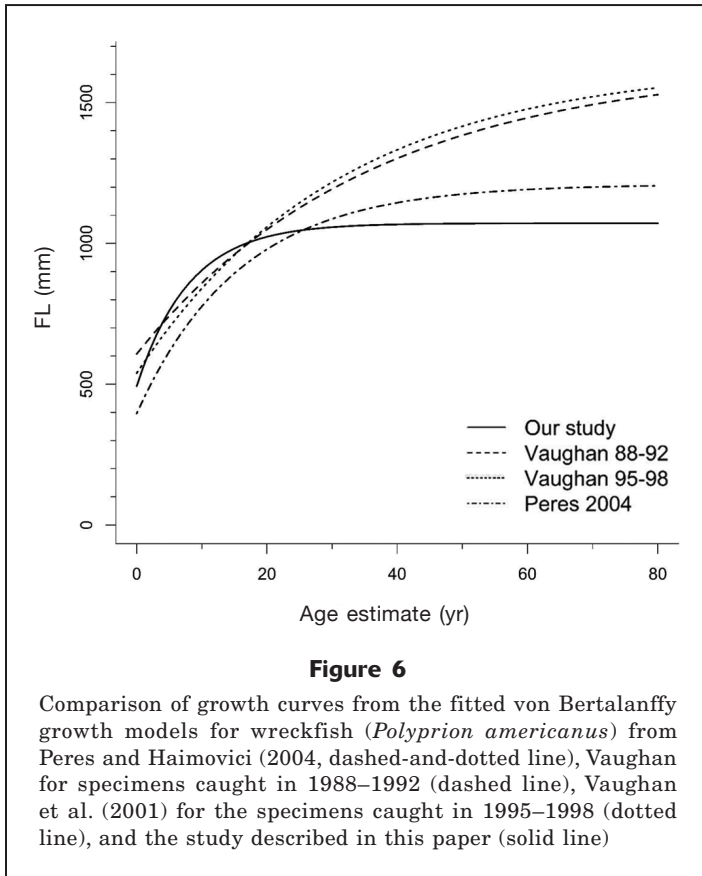 1500
1000
500
0
FL (mm)
Our study
Vaughan 88-92
Vaughan 95-98
Peres 2004
0 20 40 60 80
Age estimate (yr)
Figure 6
Comparison of growth curves from the fitted von Bertalanffy
growth models for wreckfish (Polyprion americanus) from
Peres and Haimovici (2004, dashed-and-dotted line), Vaughan
for specimens caught in 1988–1992 (dashed line), Vaughan
et al. (2001) for the specimens caught in 1995–1998 (dotted
line), and the study described in this paper (solid line)